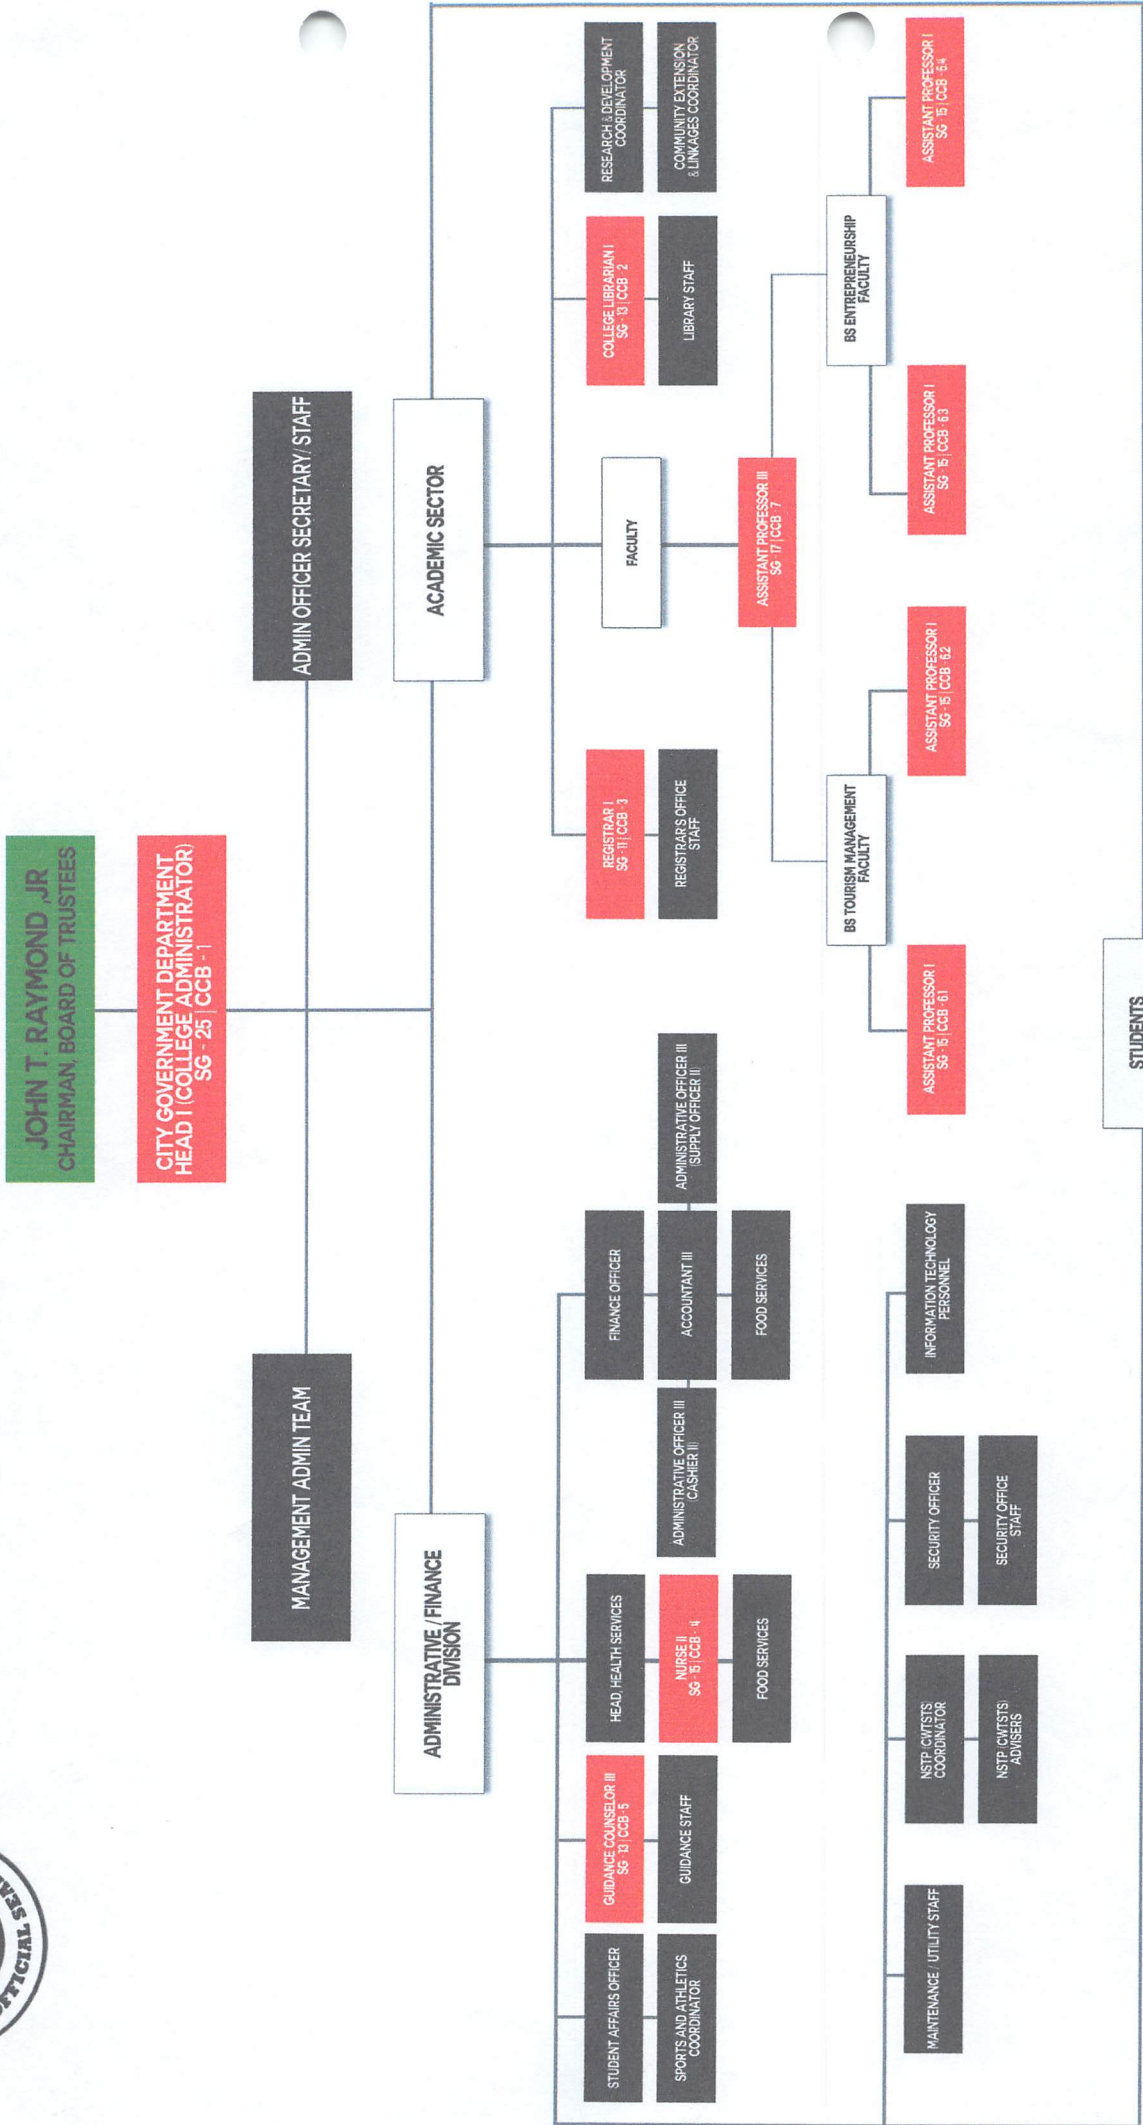 OFFICIAL SEAL
JOHN T. RAYMOND ,JR
CHAIRMAN, BOARD OF TRUSTEES
CITY GOVERNMENT DEPARTMENT
HEAD I (COLLEGE ADMINISTRATOR)
SG - 25 | CCB - 1
MANAGEMENT ADMIN TEAM
ADMIN OFFICER SECRETARY/ STAFF
ADMINISTRATIVE / FINANCE
DIVISION
ACADEMIC SECTOR
STUDENT AFFAIRS OFFICER
SPORTS AND ATHLETICS
COORDINATOR
GUIDANCE COUNSELOR III
SG - 13 | CCB - 5
GUIDANCE STAFF
HEAD, HEALTH SERVICES
NURSE II
SG - 15 | CCB - 4
FOOD SERVICES
FINANCE OFFICER
ADMINISTRATIVE OFFICER III
(CASHIER II)
ACCOUNTANT III
ADMINISTRATIVE OFFICER III
(SUPPLY OFFICER II)
FOOD SERVICES
REGISTRAR I
SG - 11 | CCB - 3
REGISTRAR'S OFFICE
STAFF
FACULTY
COLLEGE LIBRARIAN I
SG - 13 | CCB - 2
LIBRARY STAFF
RESEARCH & DEVELOPMENT
COORDINATOR
COMMUNITY EXTENSION
& LINKAGES COORDINATOR
ASSISTANT PROFESSOR III
SG - 17 | CCB - 7
BS TOURISM MANAGEMENT
FACULTY
BS ENTREPRENEURSHIP
FACULTY
MAINTENANCE / UTILITY STAFF
NSTP (CWTSTS)
COORDINATOR
NSTP (CWTSTS)
ADVISERS
SECURITY OFFICER
SECURITY OFFICE
STAFF
INFORMATION TECHNOLOGY
PERSONNEL
ASSISTANT PROFESSOR I
SG - 15 | CCB - 6.1
ASSISTANT PROFESSOR I
SG - 15 | CCB - 6.2
ASSISTANT PROFESSOR I
SG - 15 | CCB - 6.3
ASSISTANT PROFESSOR I
SG - 15 | CCB - 6.4
STUDENTS